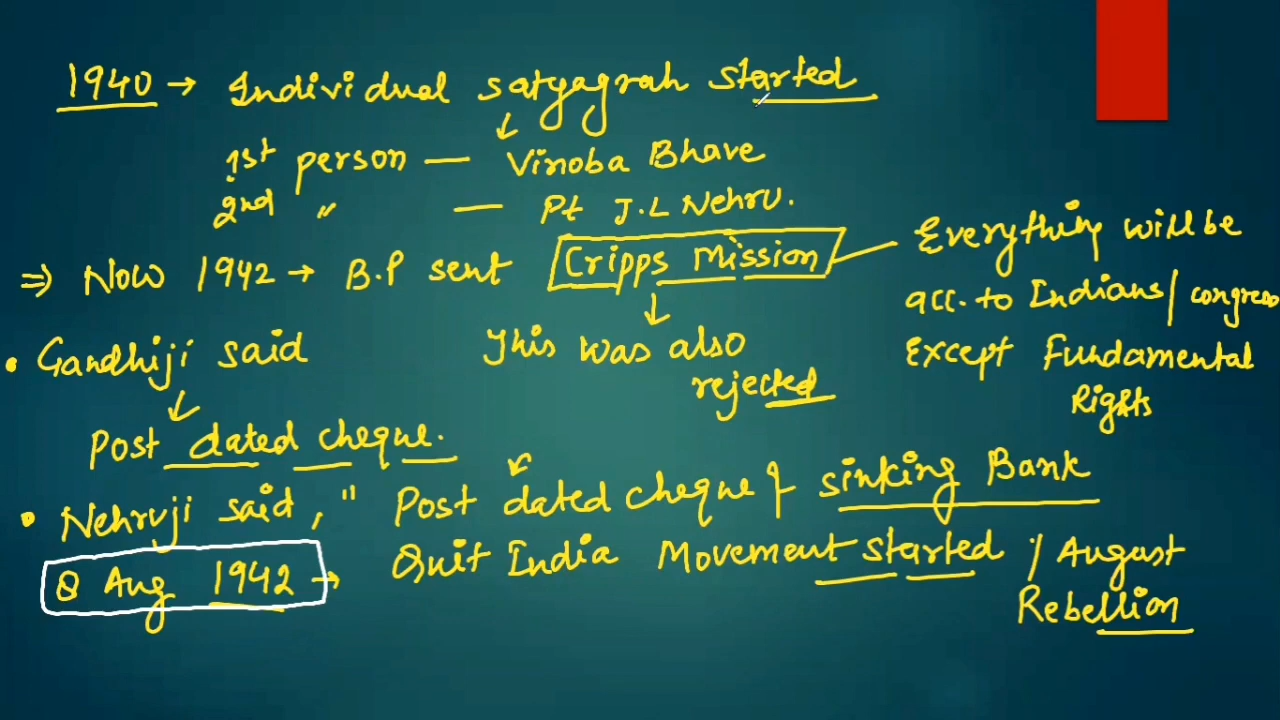 1940 → Individual satyagrah started
1st person — Vinoba Bhave
2nd " — Pt J.L Nehru.
⇒ Now 1942 → B.P sent Cripps Mission
Everything will be
acc. to Indians/congress
Except Fundamental
Rights
This was also
rejected
• Gandhiji said
Post dated cheque.
• Nehruji said, " Post dated cheque of sinking Bank
8 Aug 1942 → Quit India Movement started / August
Rebellion